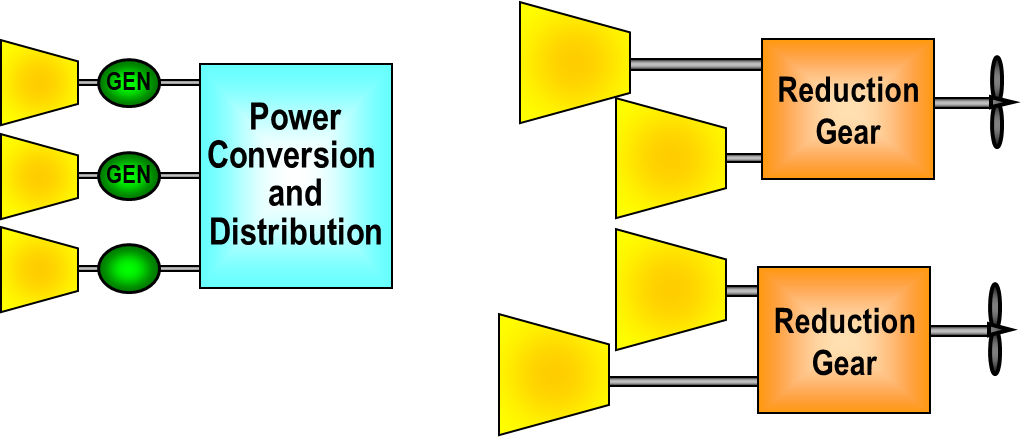 GEN
GEN
Power
Conversion
and
Distribution
Reduction
Gear
Reduction
Gear